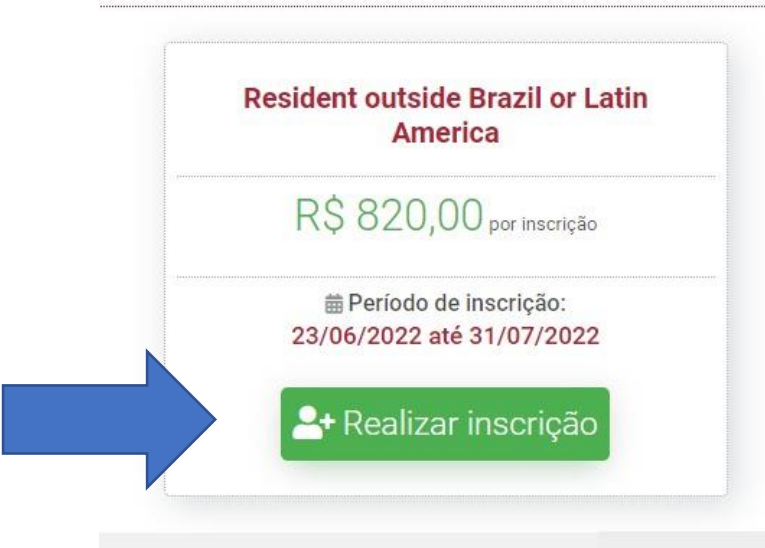 Resident outside Brazil or Latin
America
R$ 820,00 por inscrição
Período de inscrição:
23/06/2022 até 31/07/2022
Realizar inscrição